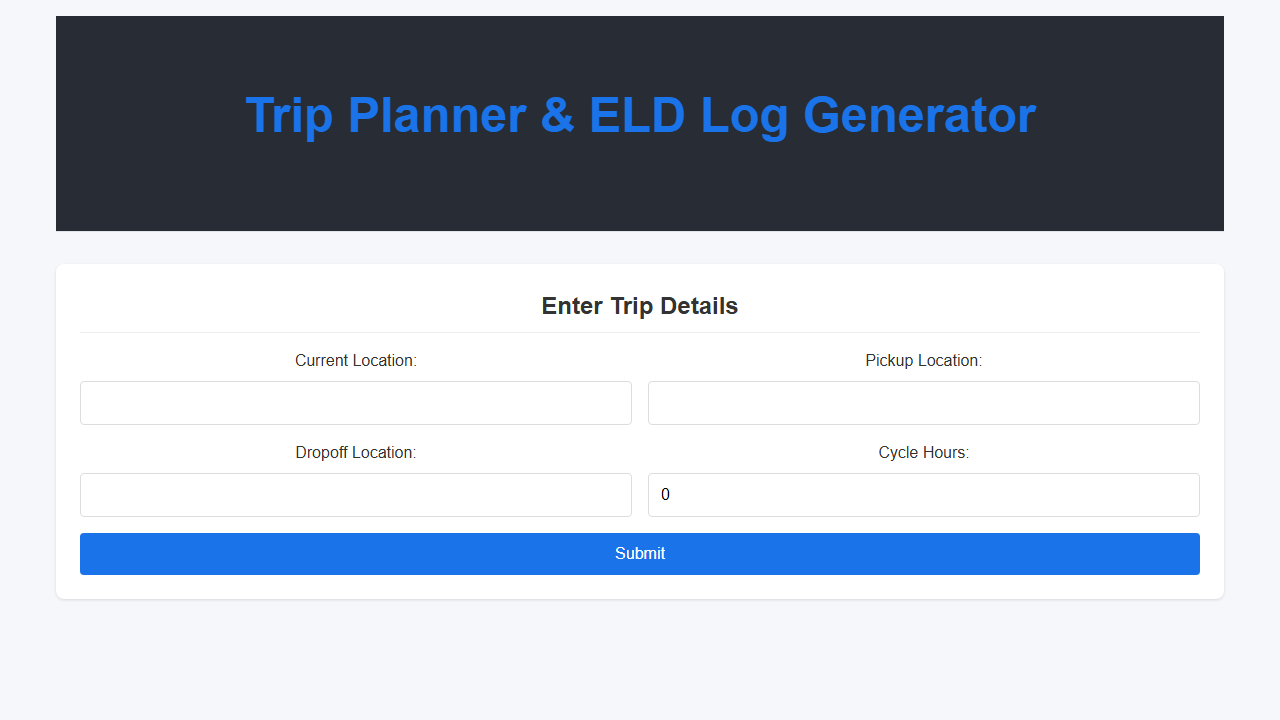 Trip Planner & ELD Log Generator
Enter Trip Details
Current Location:
Pickup Location:
Dropoff Location:
Cycle Hours:
0
Submit